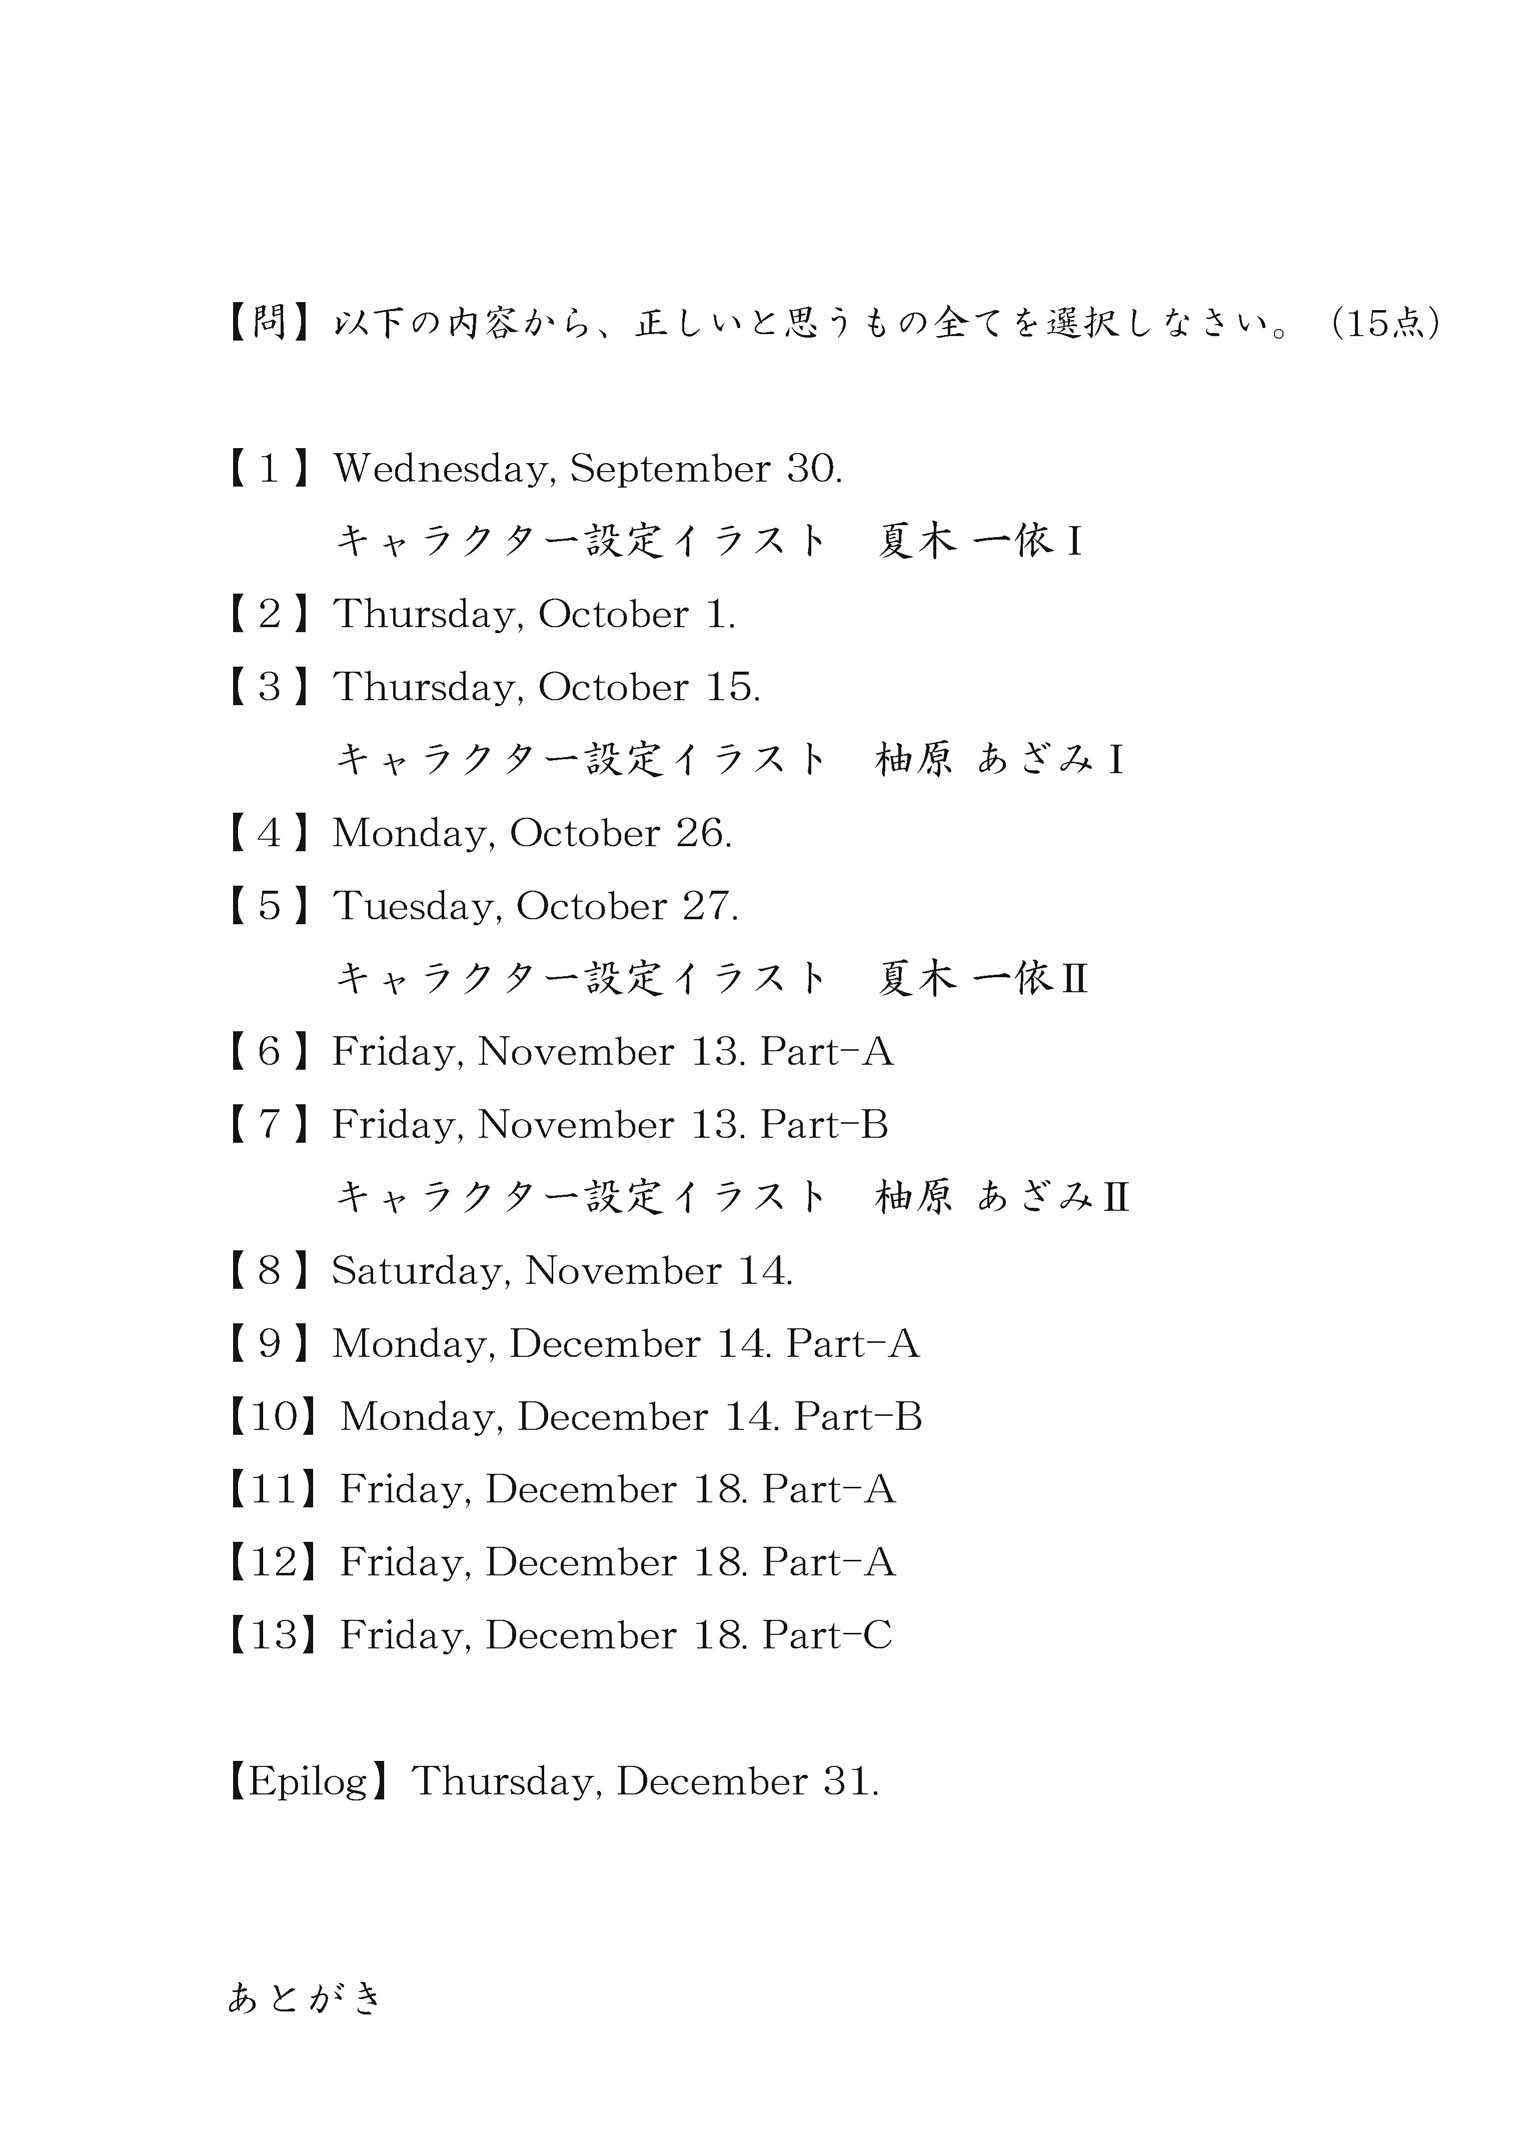 【問】以下の内容から、正しいと思うもの全てを選択しなさい。（15点）
【１】Wednesday, September 30.
キャラクター設定イラスト　夏木 一依Ⅰ
【２】Thursday, October 1.
【３】Thursday, October 15.
キャラクター設定イラスト　柚原 あざみⅠ
【４】Monday, October 26.
【５】Tuesday, October 27.
キャラクター設定イラスト　夏木 一依Ⅱ
【６】Friday, November 13. Part−A
【７】Friday, November 13. Part−B
キャラクター設定イラスト　柚原 あざみⅡ
【８】Saturday, November 14.
【９】Monday, December 14. Part−A
【10】Monday, December 14. Part−B
【11】Friday, December 18. Part−A
【12】Friday, December 18. Part−A
【13】Friday, December 18. Part−C
【Epilog】Thursday, December 31.
あとがき